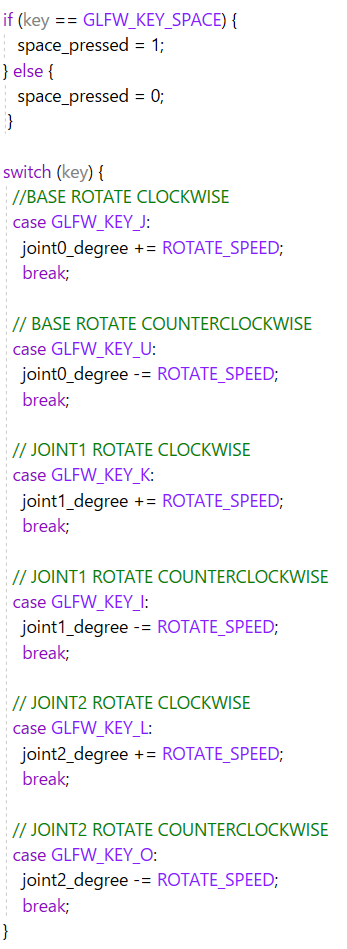 if (key == GLFW_KEY_SPACE) {
space_pressed = 1;
} else {
space_pressed = 0;
}
switch (key) {
//BASE ROTATE CLOCKWISE
case GLFW_KEY_J:
joint0_degree += ROTATE_SPEED;
break;
// BASE ROTATE COUNTERCLOCKWISE
case GLFW_KEY_U:
joint0_degree -= ROTATE_SPEED;
break;
// JOINT1 ROTATE CLOCKWISE
case GLFW_KEY_K:
joint1_degree += ROTATE_SPEED;
break;
// JOINT1 ROTATE COUNTERCLOCKWISE
case GLFW_KEY_I:
joint1_degree -= ROTATE_SPEED;
break;
// JOINT2 ROTATE CLOCKWISE
case GLFW_KEY_L:
joint2_degree += ROTATE_SPEED;
break;
// JOINT2 ROTATE COUNTERCLOCKWISE
case GLFW_KEY_O:
joint2_degree -= ROTATE_SPEED;
break;
}